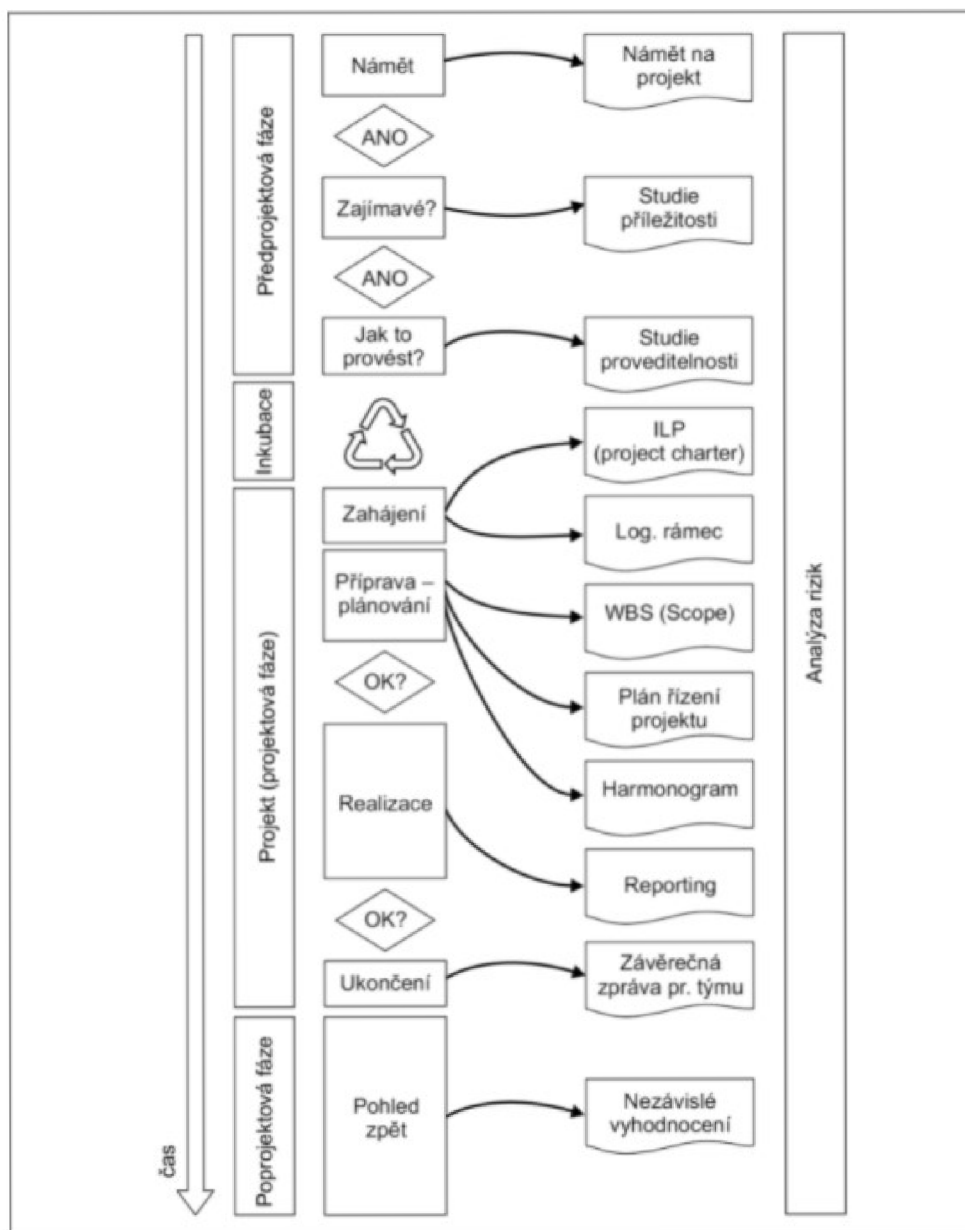 Předprojektová fáze
Námět
Námět na
projekt
ANO
Zajímavé?
Studie
příležitosti
ANO
Jak to
provést?
Studie
proveditelnosti
Inkubace
ILP
(project charter)
Projekt (projektová fáze)
Zahájení
Log. rámec
Příprava –
plánování
WBS (Scope)
OK?
Plán řízení
projektu
Harmonogram
Realizace
Reporting
OK?
Ukončení
Závěrečná
zpráva pr. týmu
Poprojektová fáze
Pohled
zpět
Nezávislé
vyhodnocení
Analýza rizik
čas